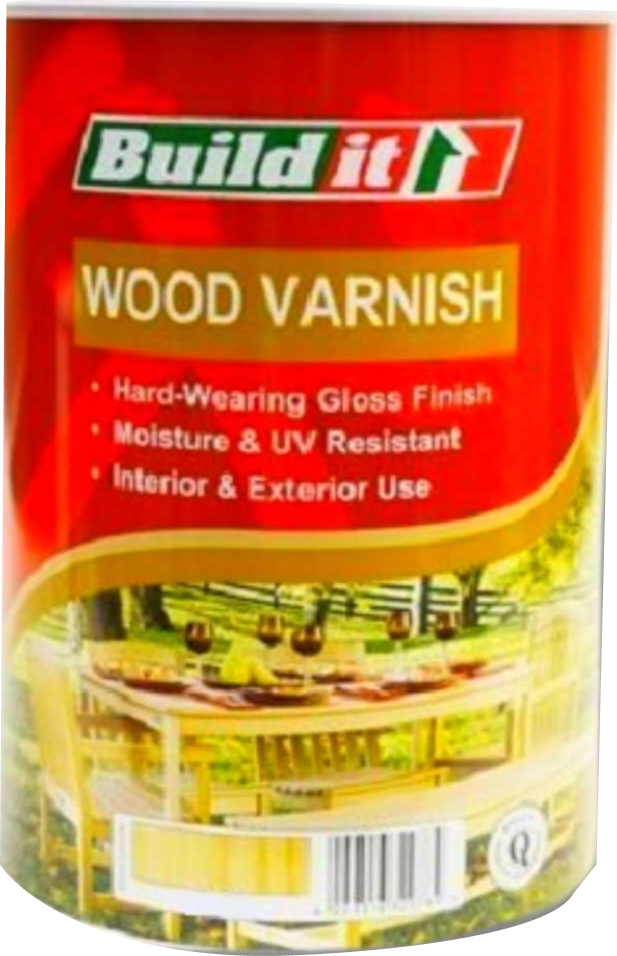 Build it
WOOD VARNISH
• Hard-Wearing Gloss Finish
• Moisture & UV Resistant
• Interior & Exterior Use
Q